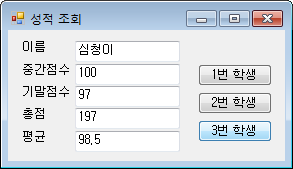 성적 조회
이름 심청이
중간점수 100
기말점수 97
총점 197
평균 98.5
1번 학생
2번 학생
3번 학생